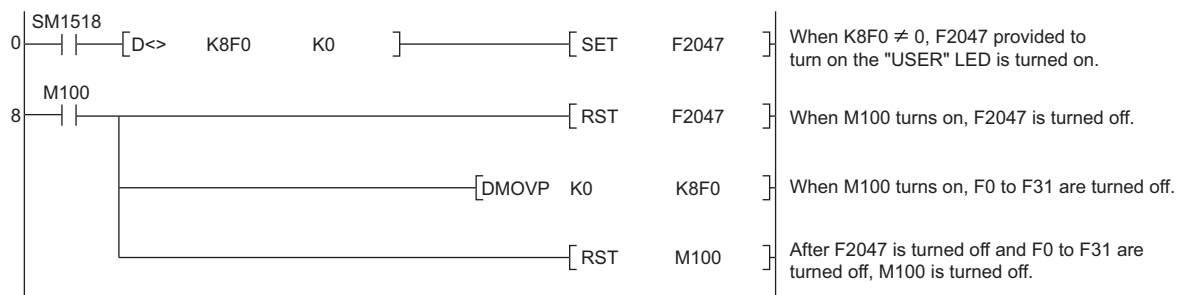 SM1518
0 D<> K8F0 K0 SET F2047 When K8F0 ≠ 0, F2047 provided to
turn on the "USER" LED is turned on.
M100
8 RST F2047 When M100 turns on, F2047 is turned off.
DMOVP K0 K8F0 When M100 turns on, F0 to F31 are turned off.
RST M100 After F2047 is turned off and F0 to F31 are
turned off, M100 is turned off.